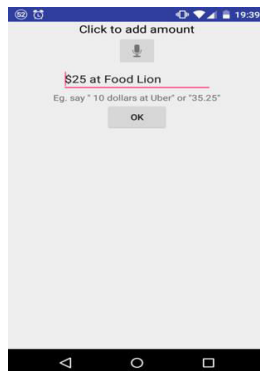 52 19:39
Click to add amount
$25 at Food Lion
Eg. say " 10 dollars at Uber" or "35.25"
OK